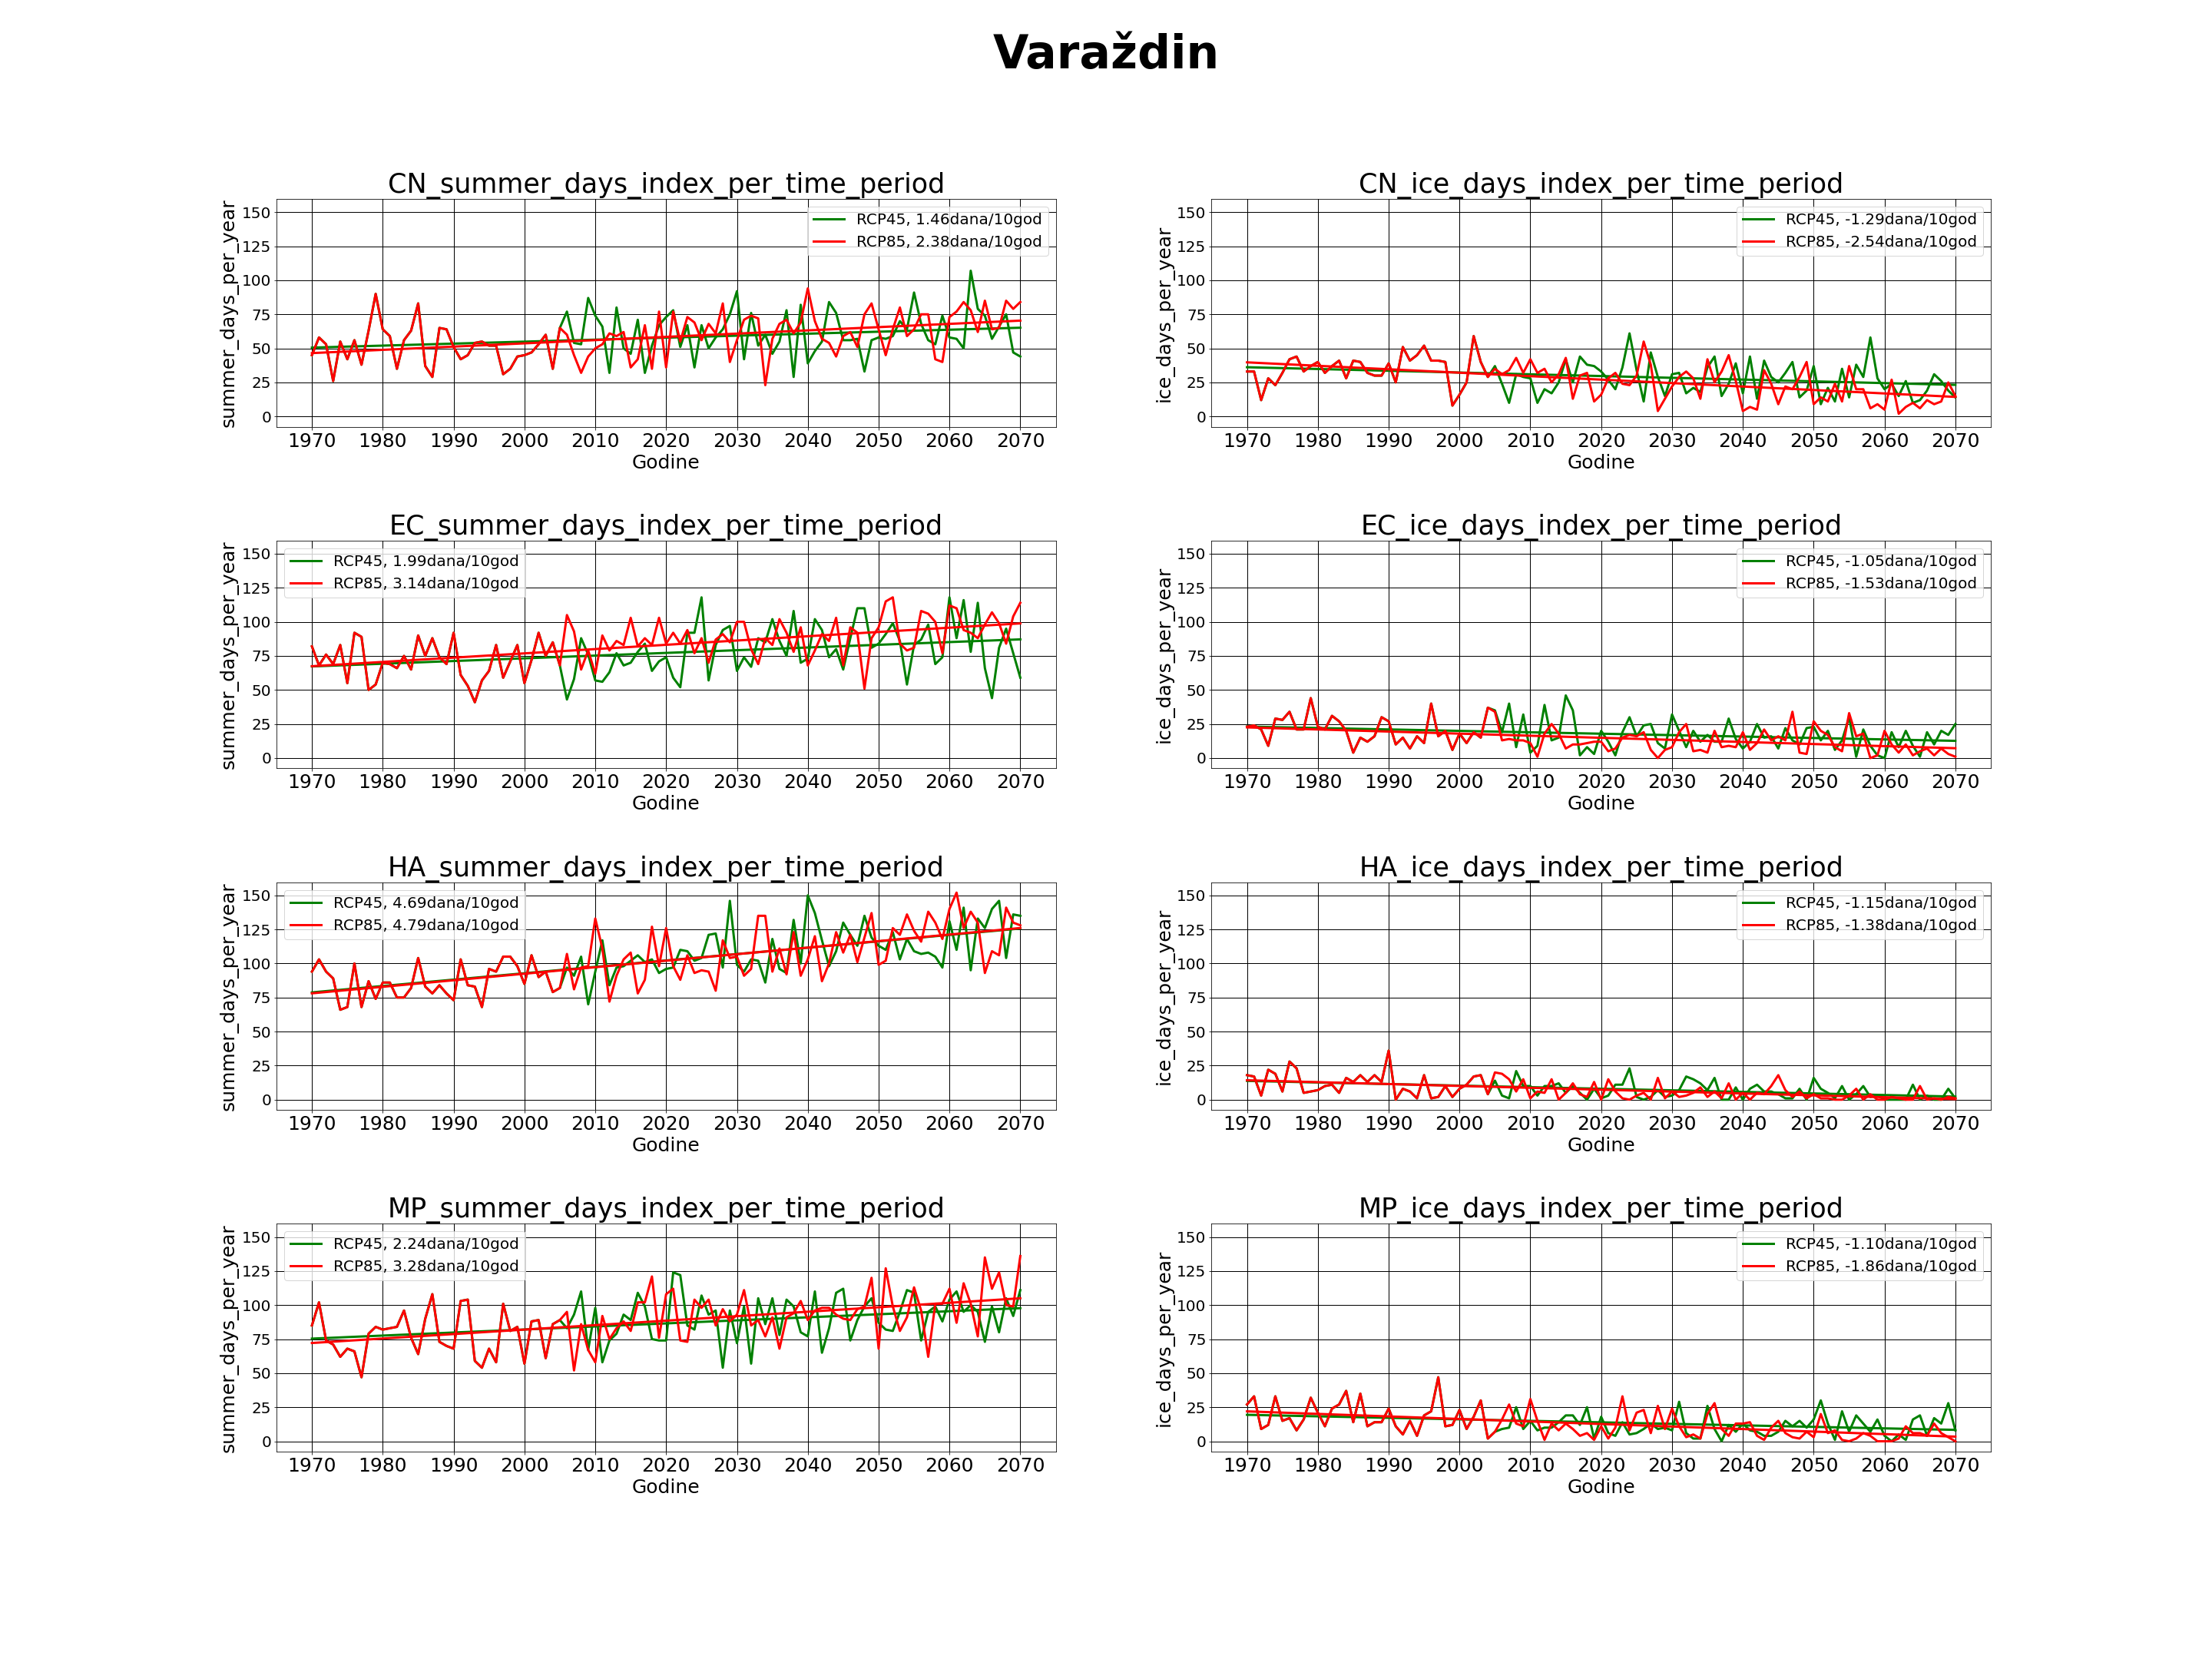 Varaždin
CN_summer_days_index_per_time_period
summer_days_per_year
150
125
100
75
50
25
0
RCP45, 1.46dana/10god
RCP85, 2.38dana/10god
1970 1980 1990 2000 2010 2020 2030 2040 2050 2060 2070
Godine
CN_ice_days_index_per_time_period
ice_days_per_year
150
125
100
75
50
25
0
RCP45, -1.29dana/10god
RCP85, -2.54dana/10god
1970 1980 1990 2000 2010 2020 2030 2040 2050 2060 2070
Godine
EC_summer_days_index_per_time_period
summer_days_per_year
150
125
100
75
50
25
0
RCP45, 1.99dana/10god
RCP85, 3.14dana/10god
1970 1980 1990 2000 2010 2020 2030 2040 2050 2060 2070
Godine
EC_ice_days_index_per_time_period
ice_days_per_year
150
125
100
75
50
25
0
RCP45, -1.05dana/10god
RCP85, -1.53dana/10god
1970 1980 1990 2000 2010 2020 2030 2040 2050 2060 2070
Godine
HA_summer_days_index_per_time_period
summer_days_per_year
150
125
100
75
50
25
0
RCP45, 4.69dana/10god
RCP85, 4.79dana/10god
1970 1980 1990 2000 2010 2020 2030 2040 2050 2060 2070
Godine
HA_ice_days_index_per_time_period
ice_days_per_year
150
125
100
75
50
25
0
RCP45, -1.15dana/10god
RCP85, -1.38dana/10god
1970 1980 1990 2000 2010 2020 2030 2040 2050 2060 2070
Godine
MP_summer_days_index_per_time_period
summer_days_per_year
150
125
100
75
50
25
0
RCP45, 2.24dana/10god
RCP85, 3.28dana/10god
1970 1980 1990 2000 2010 2020 2030 2040 2050 2060 2070
Godine
MP_ice_days_index_per_time_period
ice_days_per_year
150
125
100
75
50
25
0
RCP45, -1.10dana/10god
RCP85, -1.86dana/10god
1970 1980 1990 2000 2010 2020 2030 2040 2050 2060 2070
Godine